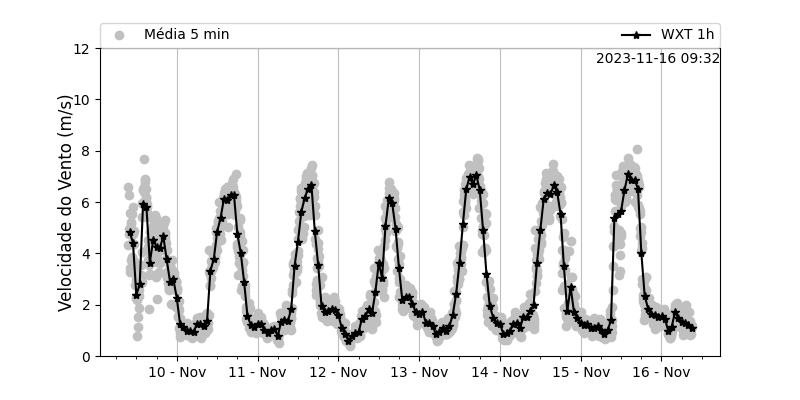 Média 5 min
WXT 1h
2023-11-16 09:32
Velocidade do Vento (m/s)
12
10
8
6
4
2
0
10 - Nov
11 - Nov
12 - Nov
13 - Nov
14 - Nov
15 - Nov
16 - Nov